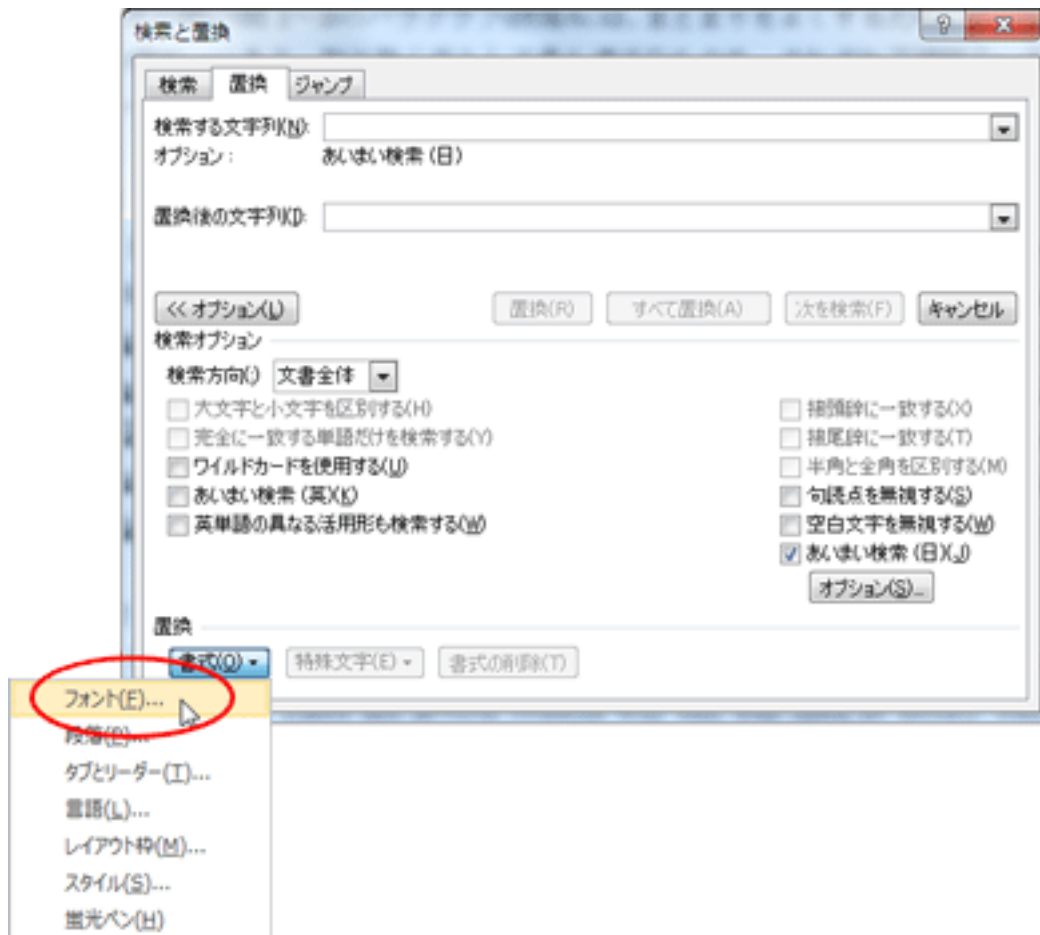 検索と置換
検索 置換 ジャンプ
検索する文字列(N):
オプション: あいまい検索 (日)
置換後の文字列(I):
<< オプション(L) 置換(R) すべて置換(A) 次を検索(F) キャンセル
検索オプション
検索方向(:) 文書全体
大文字と小文字を区別する(H) 接頭辞に一致する(X)
完全に一致する単語だけを検索する(Y) 接尾辞に一致する(T)
ワイルドカードを使用する(U) 半角と全角を区別する(M)
あいまい検索 (英)(K) 句読点を無視する(S)
英単語の異なる活用形も検索する(W) 空白文字を無視する(W)
あいまい検索 (日)(J)
オプション(S)...
置換
書式(O) 特殊文字(E) 書式の削除(T)
フォント(F)...
段落(P)...
タブとリーダー(T)...
言語(L)...
レイアウト枠(M)...
スタイル(S)...
蛍光ペン(H)